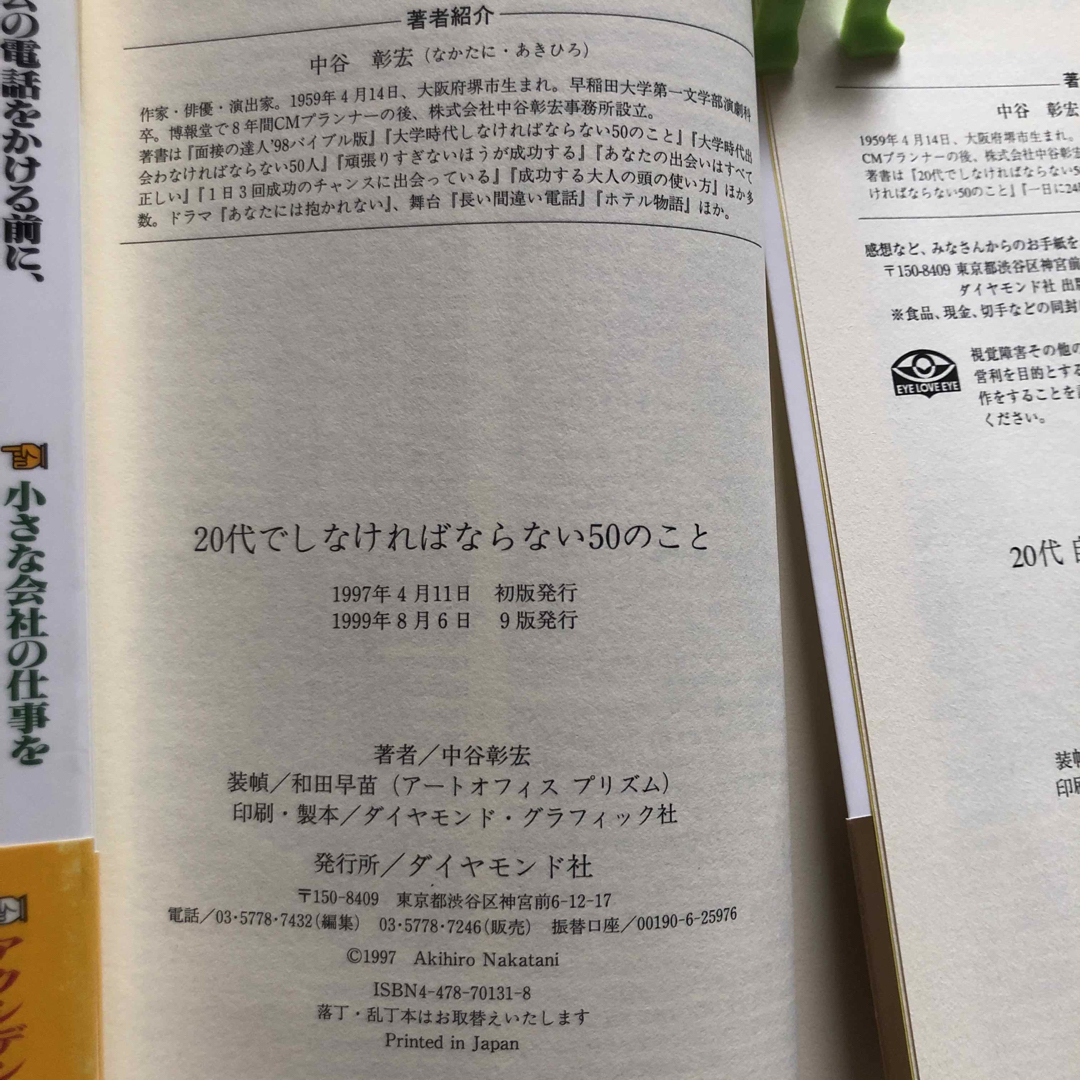 の電話をかける前に、
小さな会社の仕事を
著者紹介
中谷 彰宏(なかたに・あきひろ)
作家・俳優・演出家。1959年4月14日、大阪府堺市生まれ。早稲田大学第一文学部演劇科
卒。博報堂で8年間CMプランナーの後、株式会社中谷彰宏事務所設立。
著書は『面接の達人'98バイブル版』『大学時代しなければならない50のこと』『大学時代出
会わなければならない50人』『頑張りすぎないほうが成功する』『あなたの出会いはすべて
正しい』『1日3回成功のチャンスに出会っている』『成功する大人の頭の使い方』ほか多
数。ドラマ『あなたには抱かれない』、舞台『長い間違い電話』『ホテル物語』ほか。
20代でしなければならない50のこと
1997年4月11日 初版発行
1999年8月6日 9版発行
著者/中谷彰宏
装幀/和田早苗(アートオフィス プリズム)
印刷・製本/ダイヤモンド・グラフィック社
発行所/ダイヤモンド社
〒150-8409 東京都渋谷区神宮前6-12-17
電話/03・5778・7432(編集) 03・5778・7246(販売) 振替口座/00190-6-25976
©1997 Akihiro Nakatani
ISBN4-478-70131-8
落丁・乱丁本はお取替えいたします
Printed in Japan
著
中谷 彰宏
1959年4月14日、大阪府堺市生まれ。
CMプランナーの後、株式会社中谷彰宏
著書は『20代でしなければならない50
ければならない50のこと』『一日に24
感想など、みなさんからのお手紙を
〒150-8409 東京都渋谷区神宮前
ダイヤモンド社 出版
※食品、現金、切手などの同封
EYE LOVE EYE
視覚障害その他の
営利を目的とする
作をすることを
ください。
20代
装幀
印刷